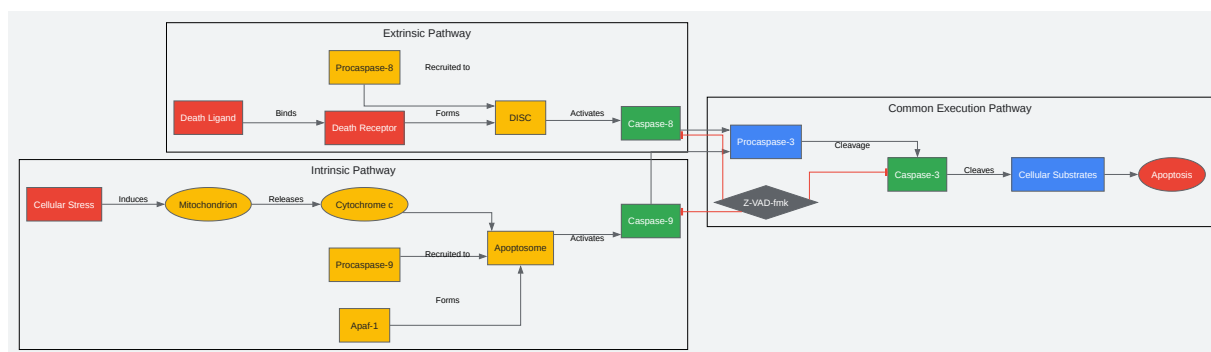 Extrinsic Pathway
Procaspase-8
Recruited to
Death Ligand
Binds
Death Receptor
Forms
DISC
Activates
Caspase-8
Common Execution Pathway
Procaspase-3
Cleavage
Caspase-3
Cleaves
Cellular Substrates
Apoptosis
Z-VAD-fmk
Intrinsic Pathway
Cellular Stress
Induces
Mitochondrion
Releases
Cytochrome c
Procaspase-9
Recruited to
Apoptosome
Activates
Caspase-9
Forms
Apaf-1